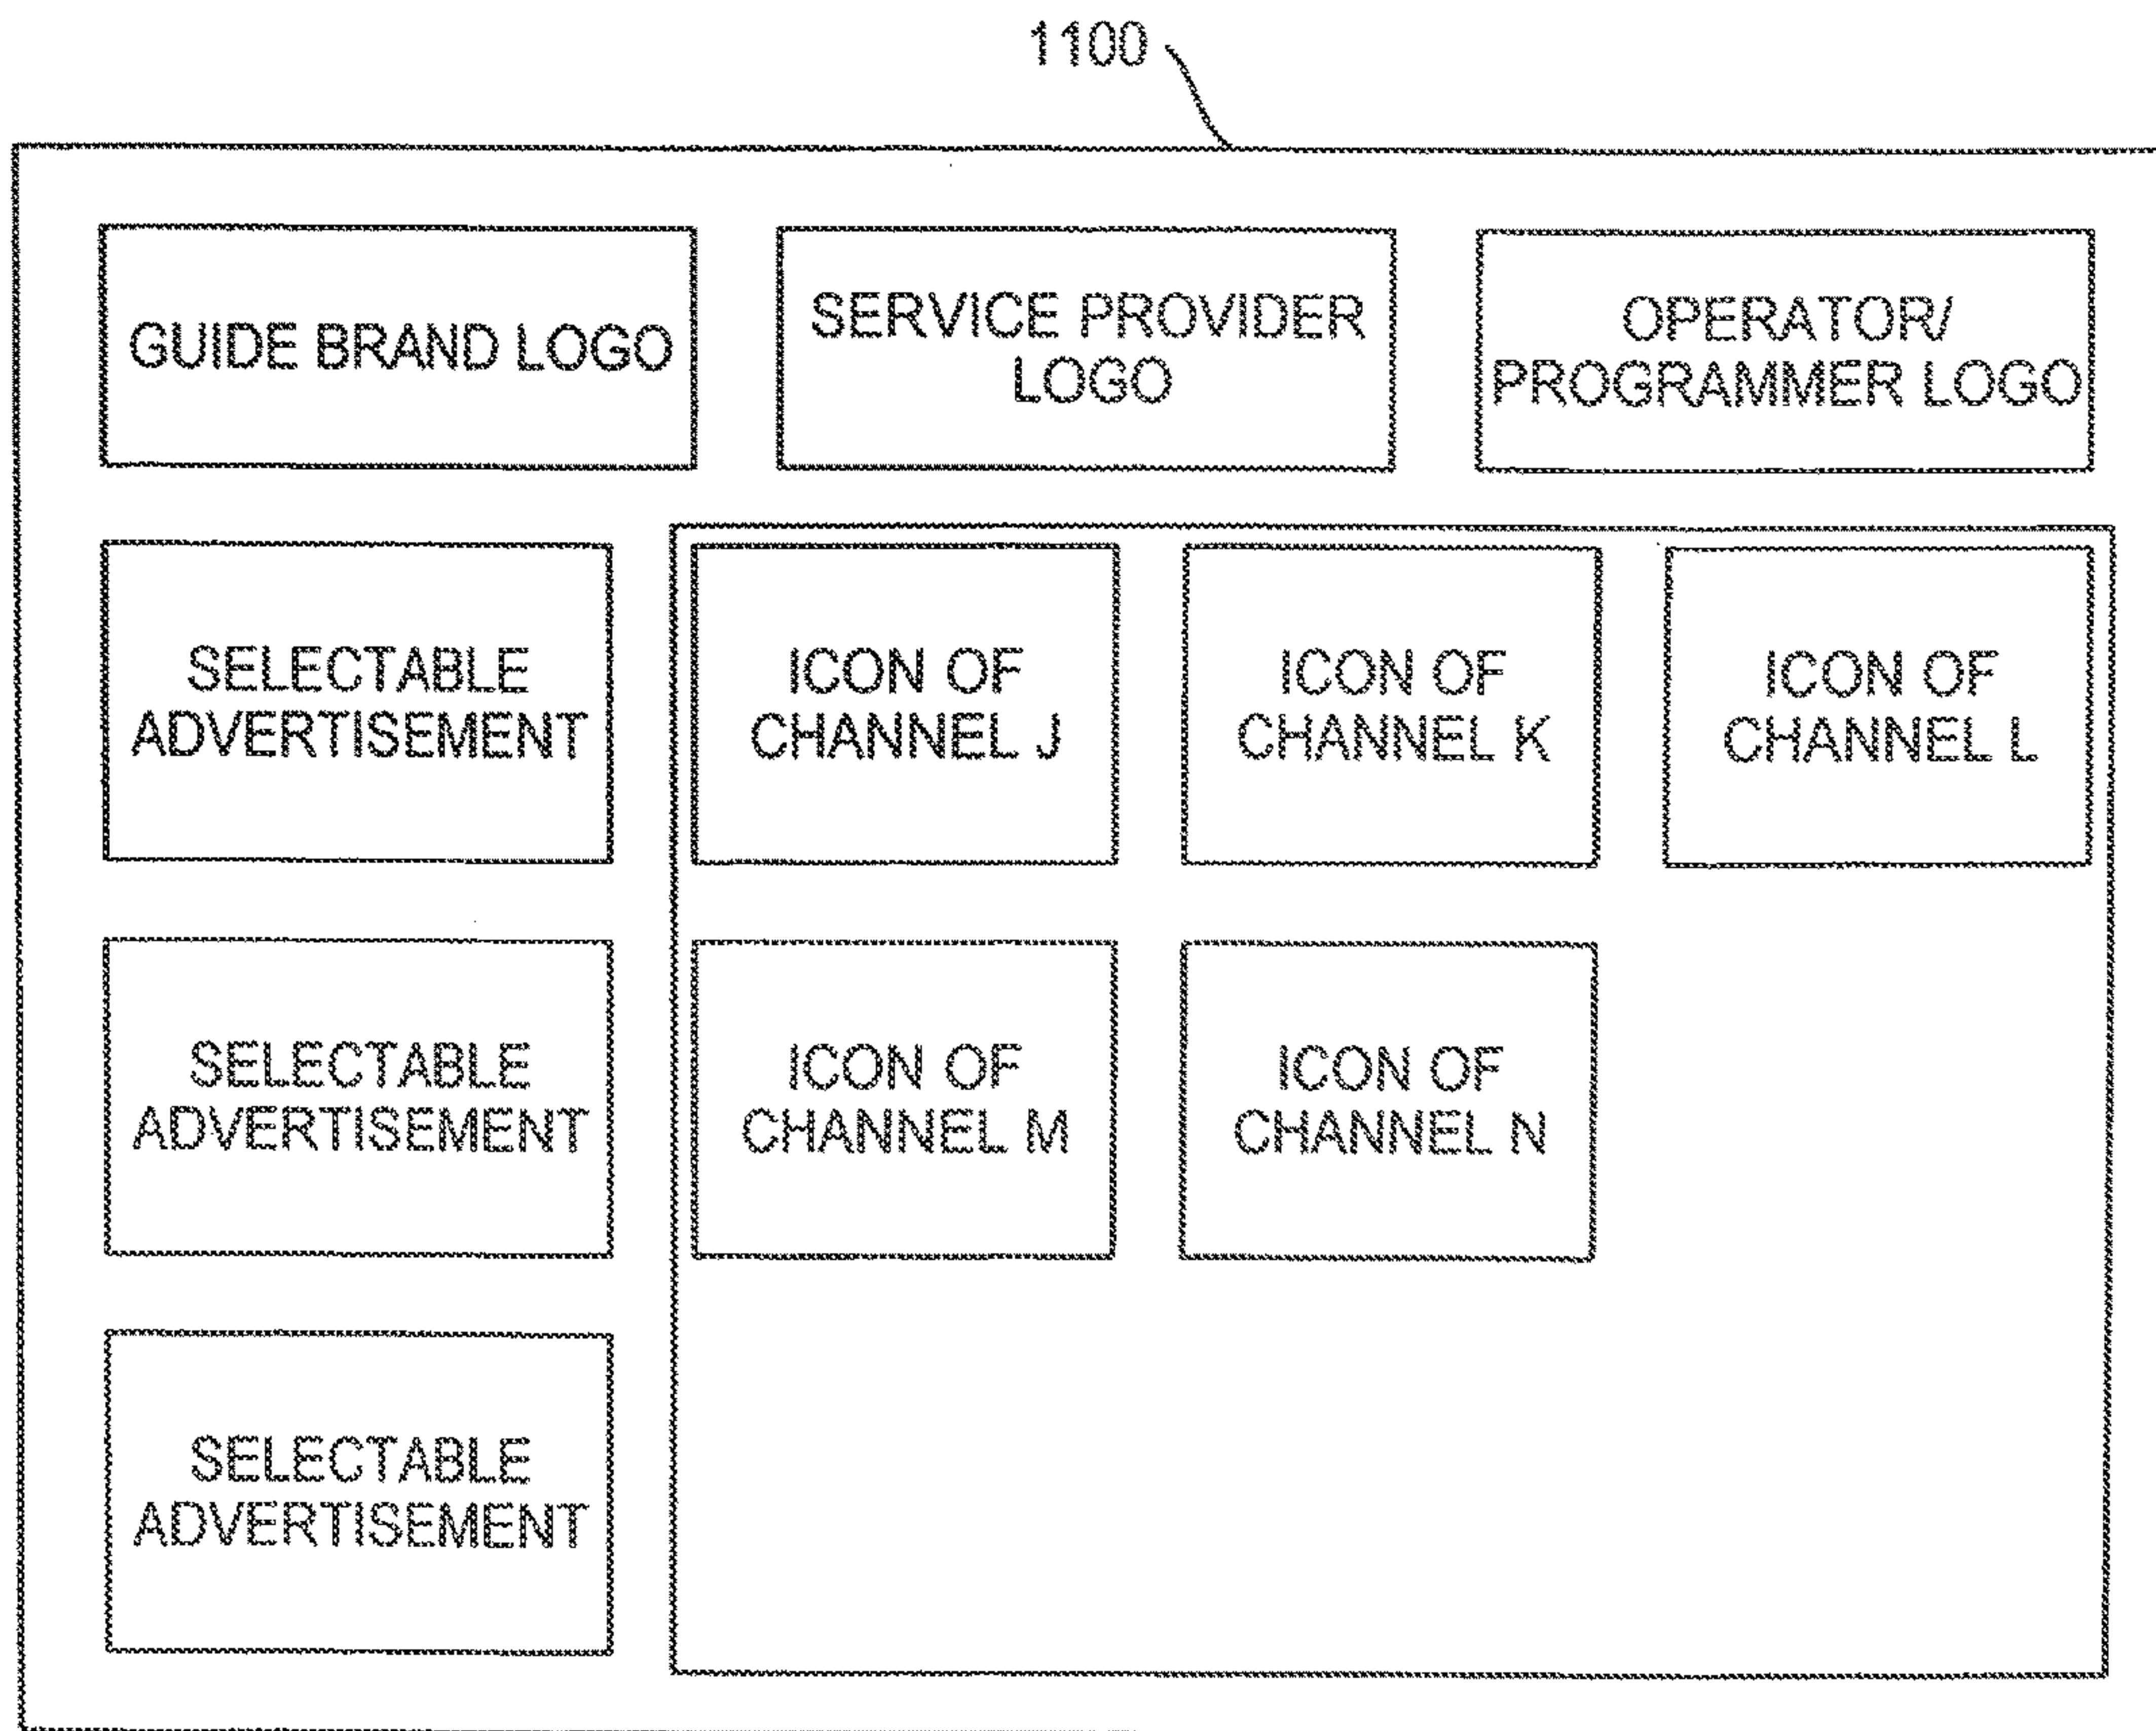 1100
GUIDE BRAND LOGO
SERVICE PROVIDER
LOGO
OPERATOR/
PROGRAMMER LOGO
SELECTABLE
ADVERTISEMENT
ICON OF
CHANNEL J
ICON OF
CHANNEL K
ICON OF
CHANNEL L
SELECTABLE
ADVERTISEMENT
ICON OF
CHANNEL M
ICON OF
CHANNEL N
SELECTABLE
ADVERTISEMENT